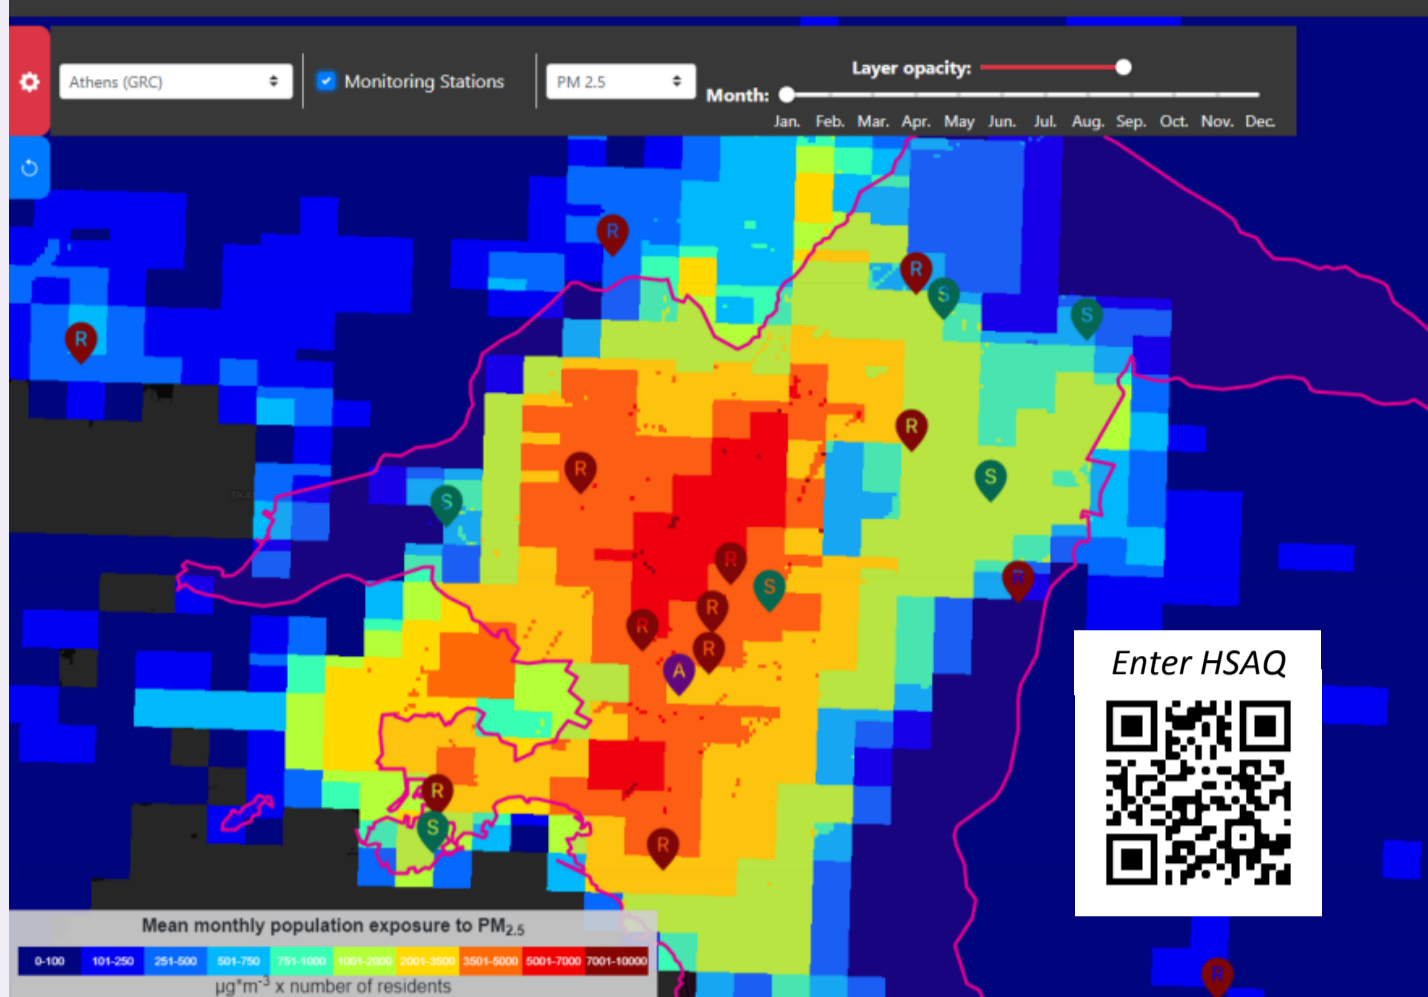 Layer opacity:
Athens (GRC)
Monitoring Stations
PM 2.5
Month:
Jan. Feb. Mar. Apr. May Jun. Jul. Aug. Sep. Oct. Nov. Dec.
R
R
S
S
R
R
R
S
S
R
S
R
R
R
R
A
Enter HSAQ
R
S
R
Mean monthly population exposure to PM2.5
0-100 101-250 251-500 501-750 751-1000 1001-2000 2001-3500 3501-5000 5001-7000 7001-10000
µg*m-3 x number of residents
R